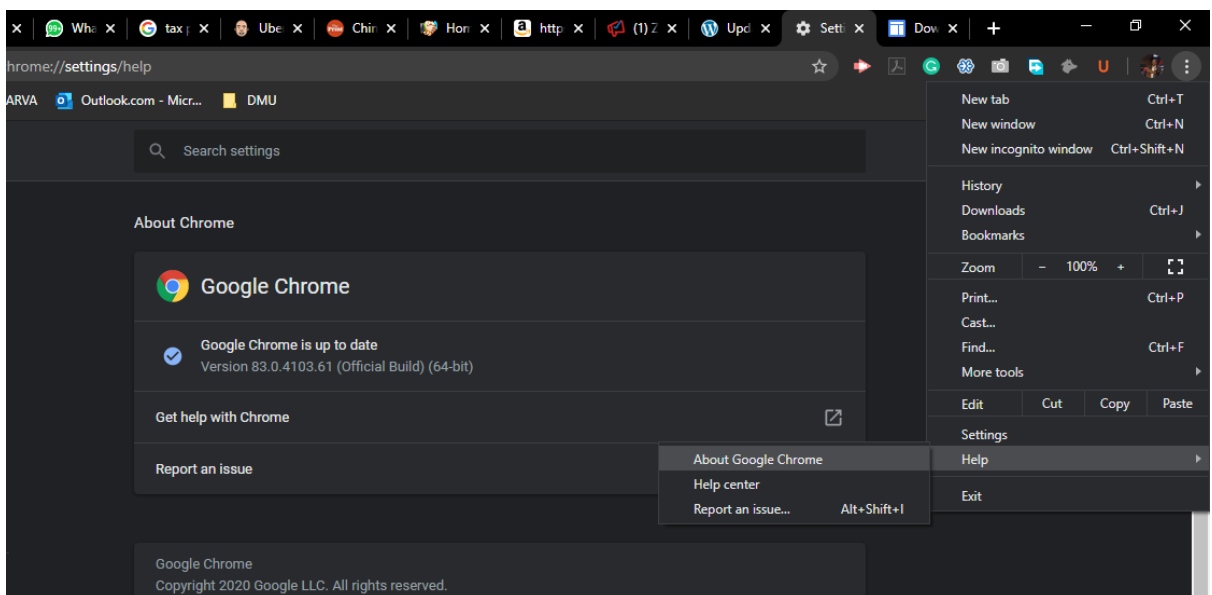 Wha
tax p
Ube
Chin
Hom
a http
(1) Z
Upd
Setti
Dow
hrome://settings/help
U
ARVA
Outlook.com - Micr...
DMU
Search settings
About Chrome
Google Chrome
Google Chrome is up to date
Version 83.0.4103.61 (Official Build) (64-bit)
Get help with Chrome
Report an issue
Google Chrome
Copyright 2020 Google LLC. All rights reserved.
New tab Ctrl+T
New window Ctrl+N
New incognito window Ctrl+Shift+N
History
Downloads Ctrl+J
Bookmarks
Zoom - 100% +
Print... Ctrl+P
Cast...
Find... Ctrl+F
More tools
Edit Cut Copy Paste
Settings
Help
Exit
About Google Chrome
Help center
Report an issue... Alt+Shift+I